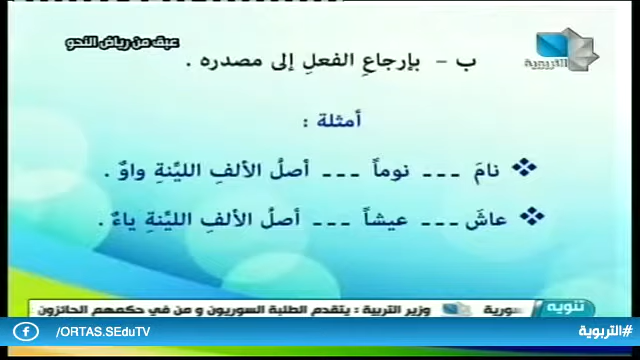 عبق من رياض النحو
التربوية
ب - بإرجاعِ الفعلِ إلى مصدره .
أمثلة :
نامَ --- نوماً --- أصلُ الألفِ الليّنةِ واوٌ .
عاشَ --- عيشاً --- أصلُ الألفِ الليّنةِ ياءٌ .
تنويه
سورية وزير التربية : يتقدم الطلبة السوريون و من في حكمهم الحائزون
#التربوية
/ORTAS.SEduTV